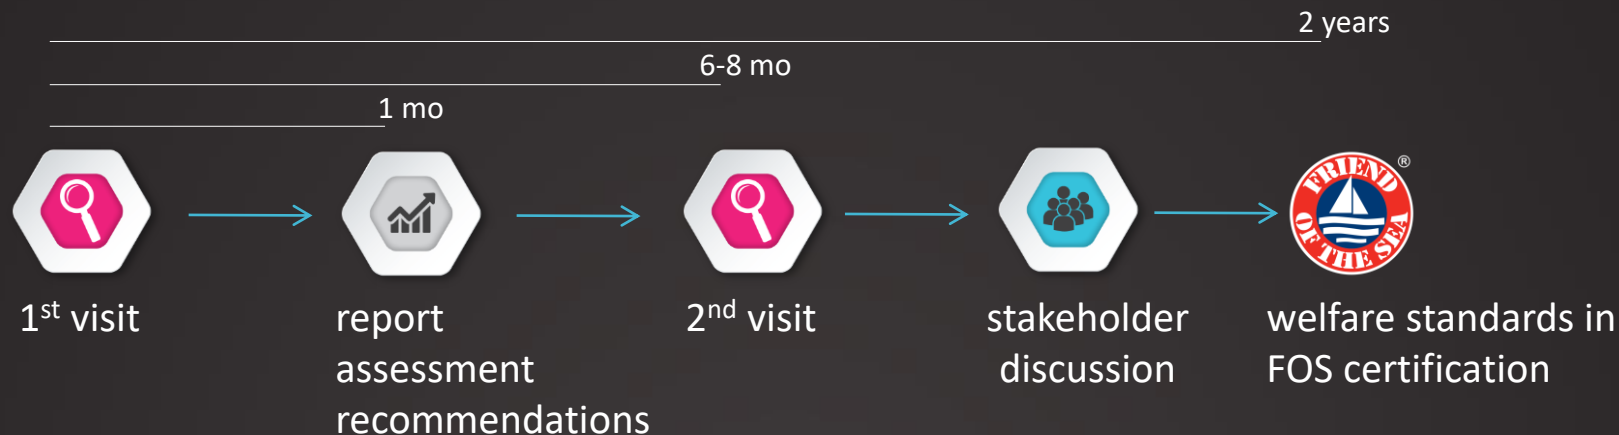 2 years
6-8 mo
1 mo
FRIEND OF THE SEA ®
1st visit
report
assessment
recommendations
2nd visit
stakeholder
discussion
welfare standards in
FOS certification